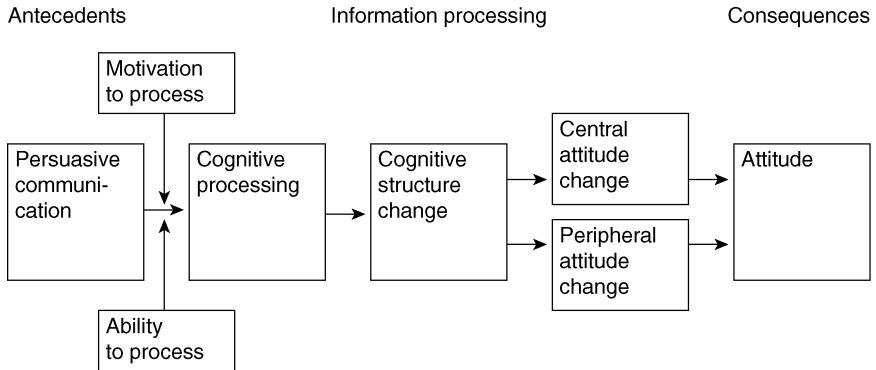 Antecedents
Information processing
Consequences
Motivation
to process
Persuasive
communi-
cation
Cognitive
processing
Cognitive
structure
change
Central
attitude
change
Attitude
Peripheral
attitude
change
Ability
to process